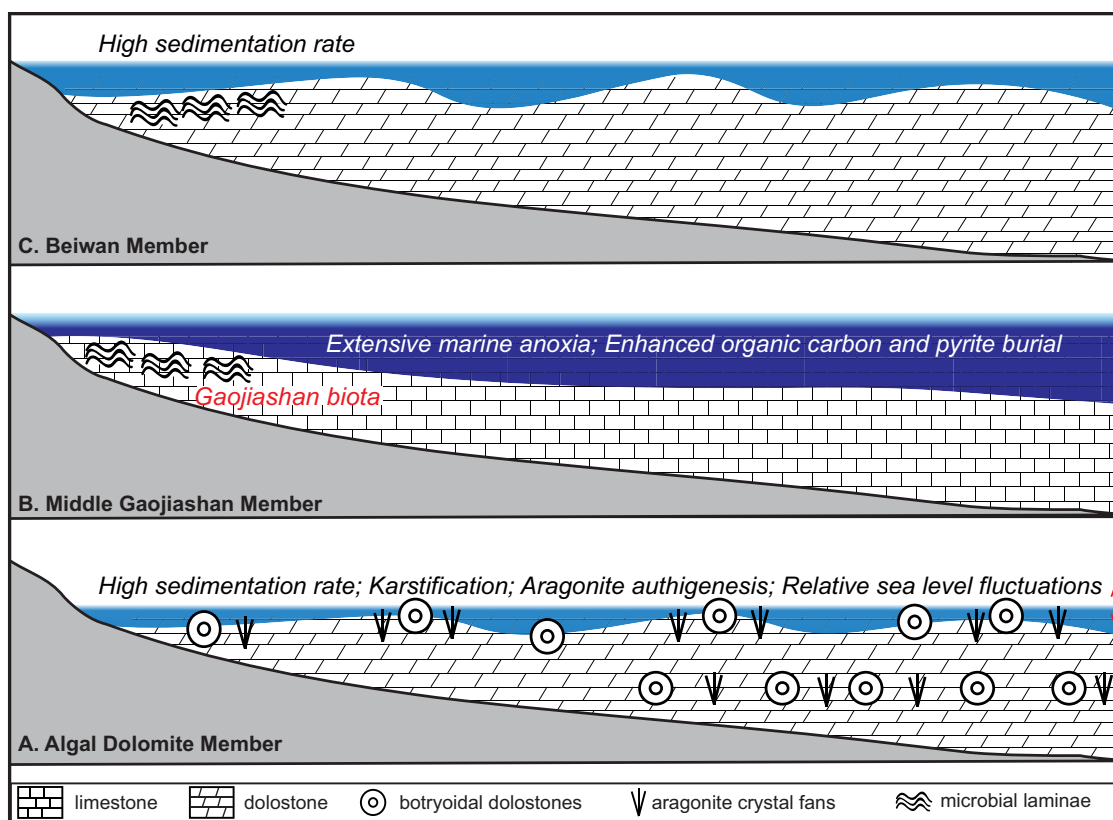 High sedimentation rate
C. Beiwan Member
Extensive marine anoxia; Enhanced organic carbon and pyrite burial
Gaojiashan biota
B. Middle Gaojiashan Member
High sedimentation rate; Karstification; Aragonite authigenesis; Relative sea level fluctuations
A. Algal Dolomite Member
limestone dolostone botryoidal dolostones aragonite crystal fans microbial laminae